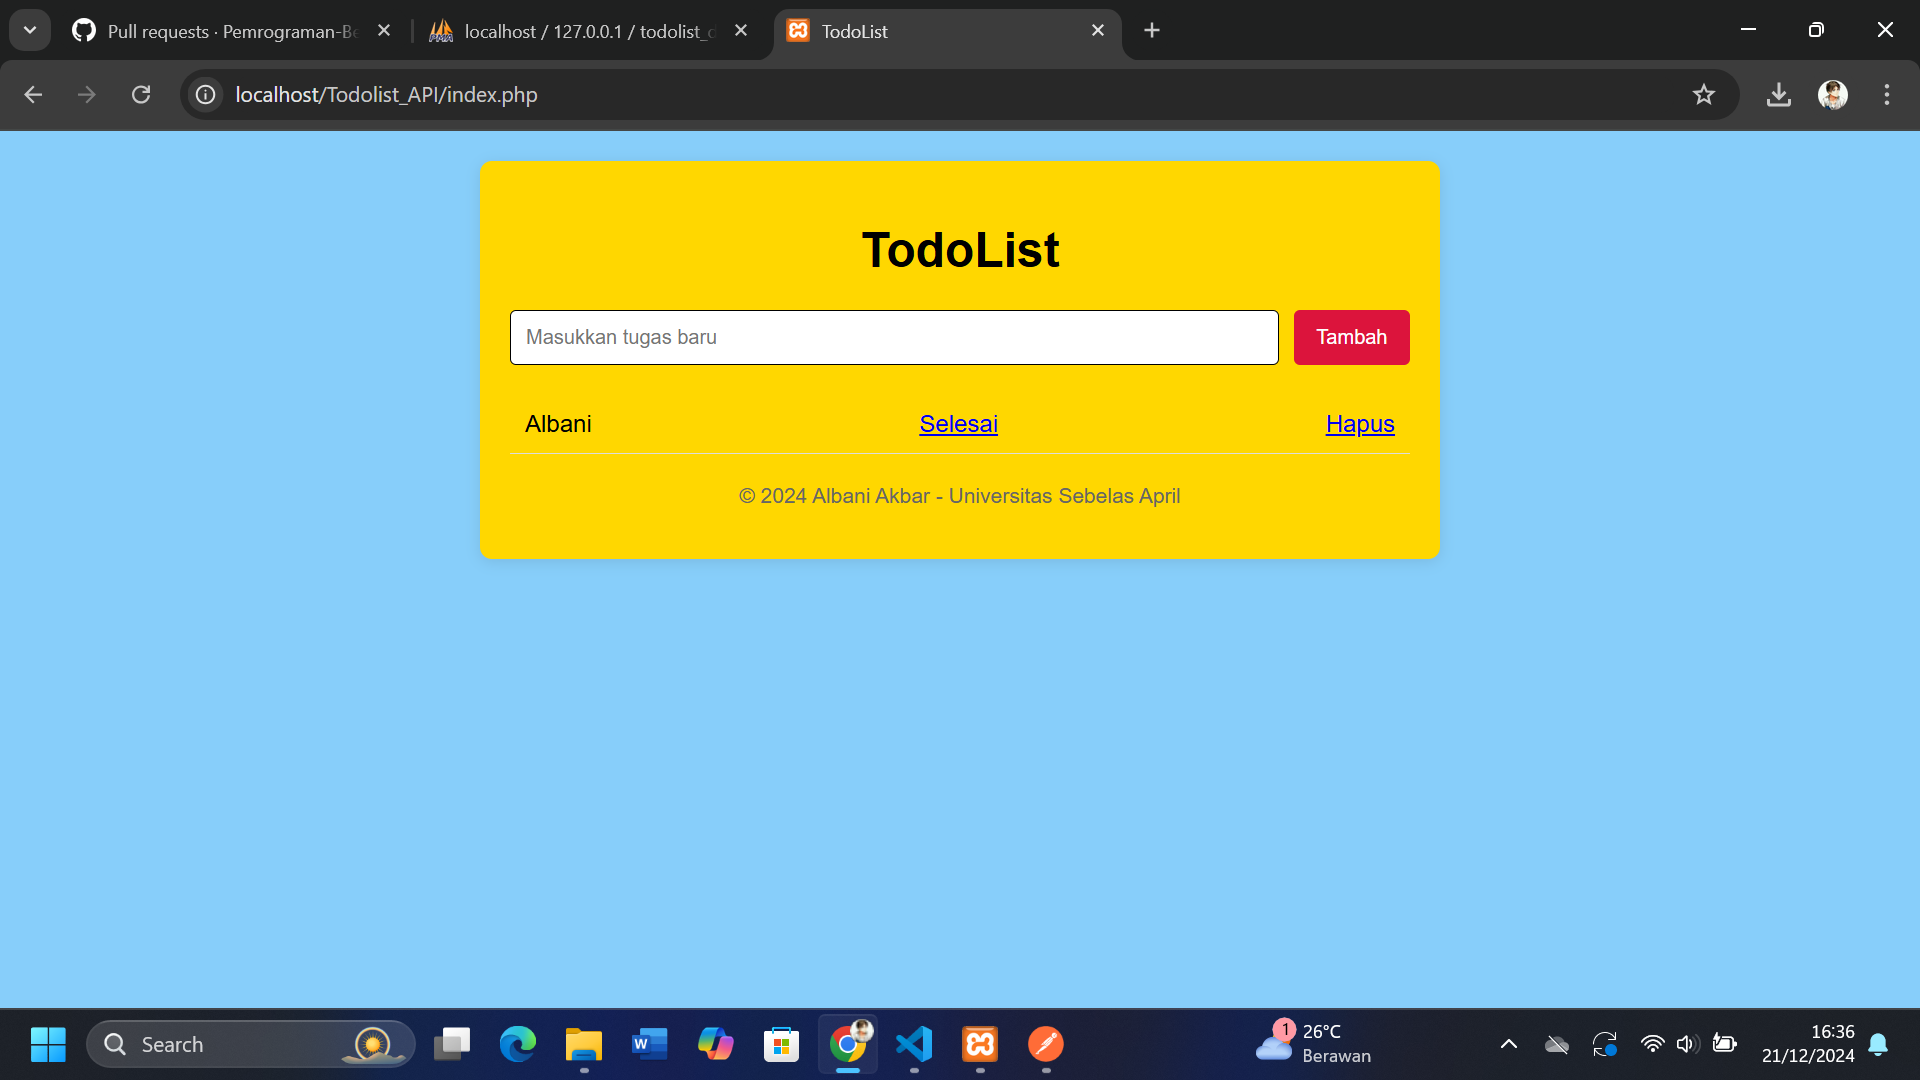 Pull requests · Pemrograman-Be
localhost / 127.0.0.1 / todolist_d
TodoList
localhost/Todolist_API/index.php
TodoList
Masukkan tugas baru
Tambah
Albani
Selesai
Hapus
© 2024 Albani Akbar - Universitas Sebelas April
Search
1
26°C
Berawan
16:36
21/12/2024